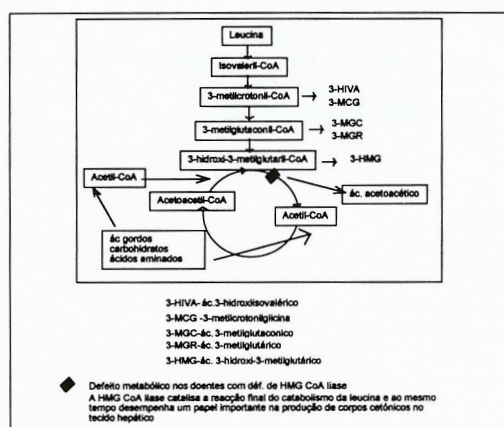 Leucina
Isovaleril-CoA
3-metilcrotonil-CoA
3-HIVA
3-MCG
3-metilglutaconil-CoA
3-MGC
3-MGR
3-hidroxi-3-metilglutaril-CoA
3-HMG
Acetil-CoA
Acetoacetil-CoA
ác. acetoacético
Acetil-CoA
ác gordos
carbohidratos
ácidos aminados
3-HIVA- ác.3-hidroxiisovalérico
3-MCG -3-metilcrotonilglicina
3-MGC-ác. 3-metilglutaconico
3-MGR-ác. 3-metilglutárico
3-HMG-ác. 3-hidroxi-3-metilglutárico
Defeito metabólico nos doentes com déf. de HMG CoA liase
A HMG CoA liase catalisa a reacção final do catabolismo da leucina e ao mesmo
tempo desempenha um papel importante na produção de corpos cetónicos no
tecido hepático